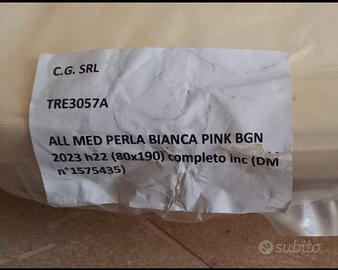 C.G. SRL
TRE3057A
ALL MED PERLA BIANCA PINK BGN
2023 h22 (80x190) completo inc (DM
n°1575435)
subito